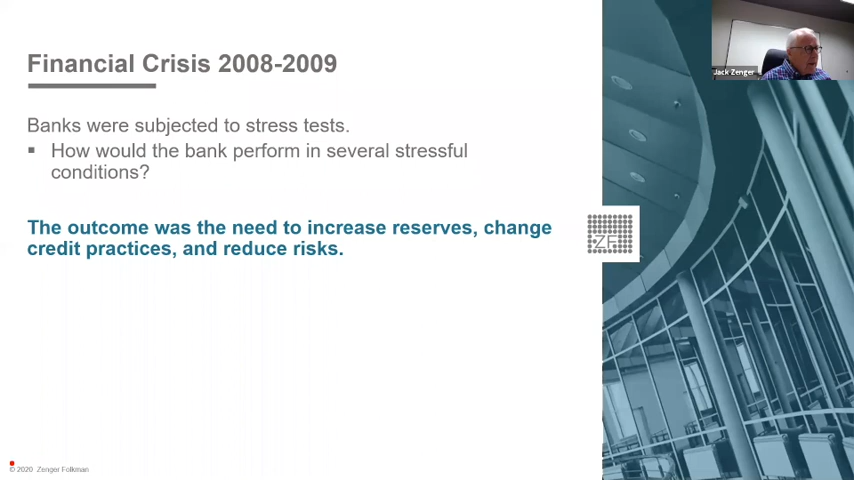 Financial Crisis 2008-2009
Jack Zenger
Banks were subjected to stress tests.
▪ How would the bank perform in several stressful
conditions?
The outcome was the need to increase reserves, change
credit practices, and reduce risks.
ZF
© 2020 Zenger Folkman